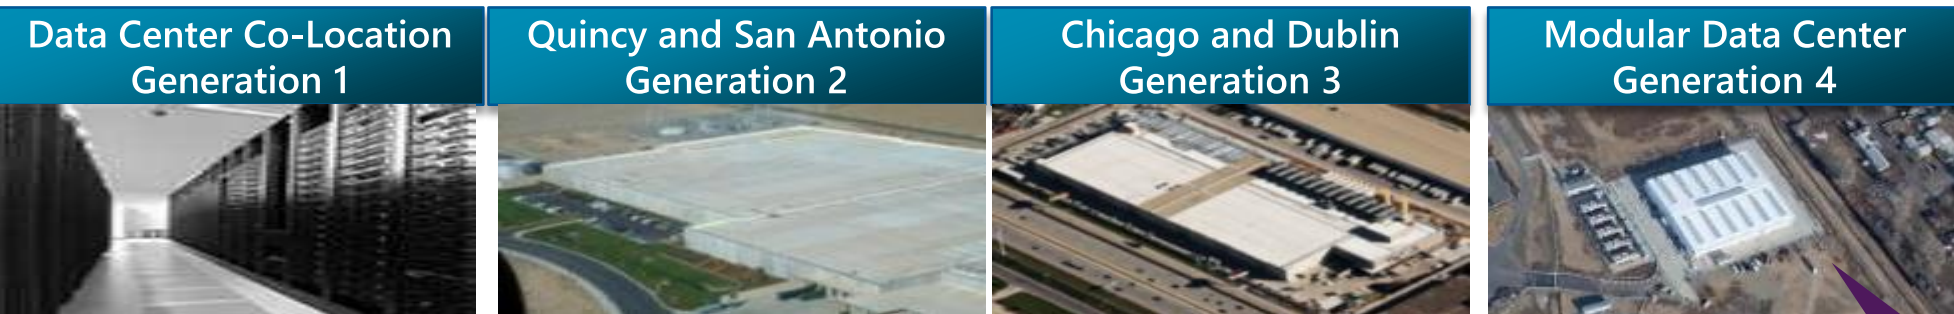 Data Center Co-Location
Generation 1
Quincy and San Antonio
Generation 2
Chicago and Dublin
Generation 3
Modular Data Center
Generation 4